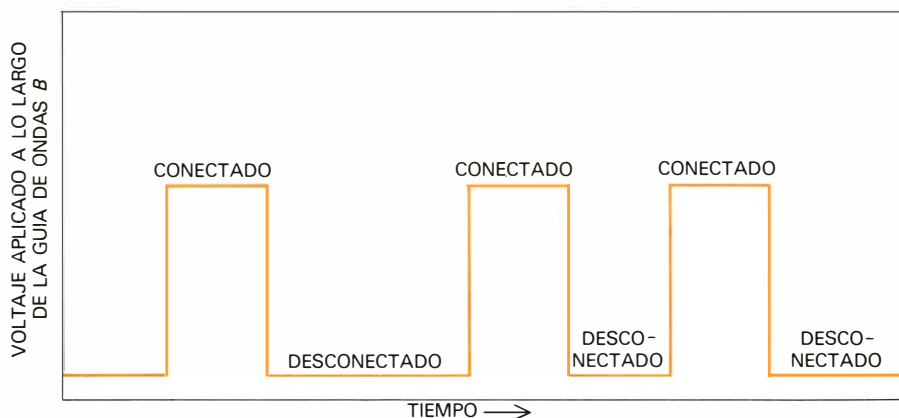 VOLTAJE APLICADO A LO LARGO
DE LA GUIA DE ONDAS B
CONECTADO
CONECTADO
CONECTADO
DESCONECTADO
DESCO-
NECTADO
DESCO-
NECTADO
TIEMPO